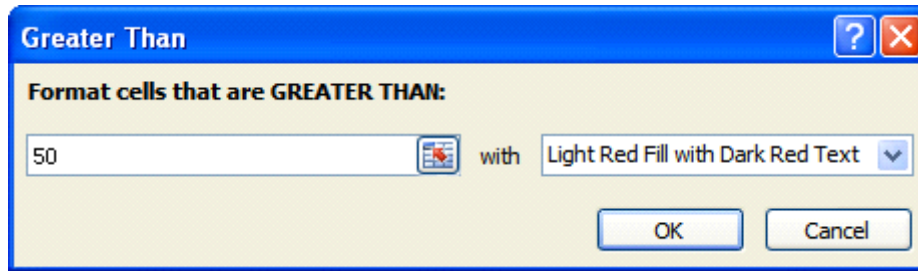 Greater Than ?
Format cells that are GREATER THAN:
50 with Light Red Fill with Dark Red Text
OK Cancel